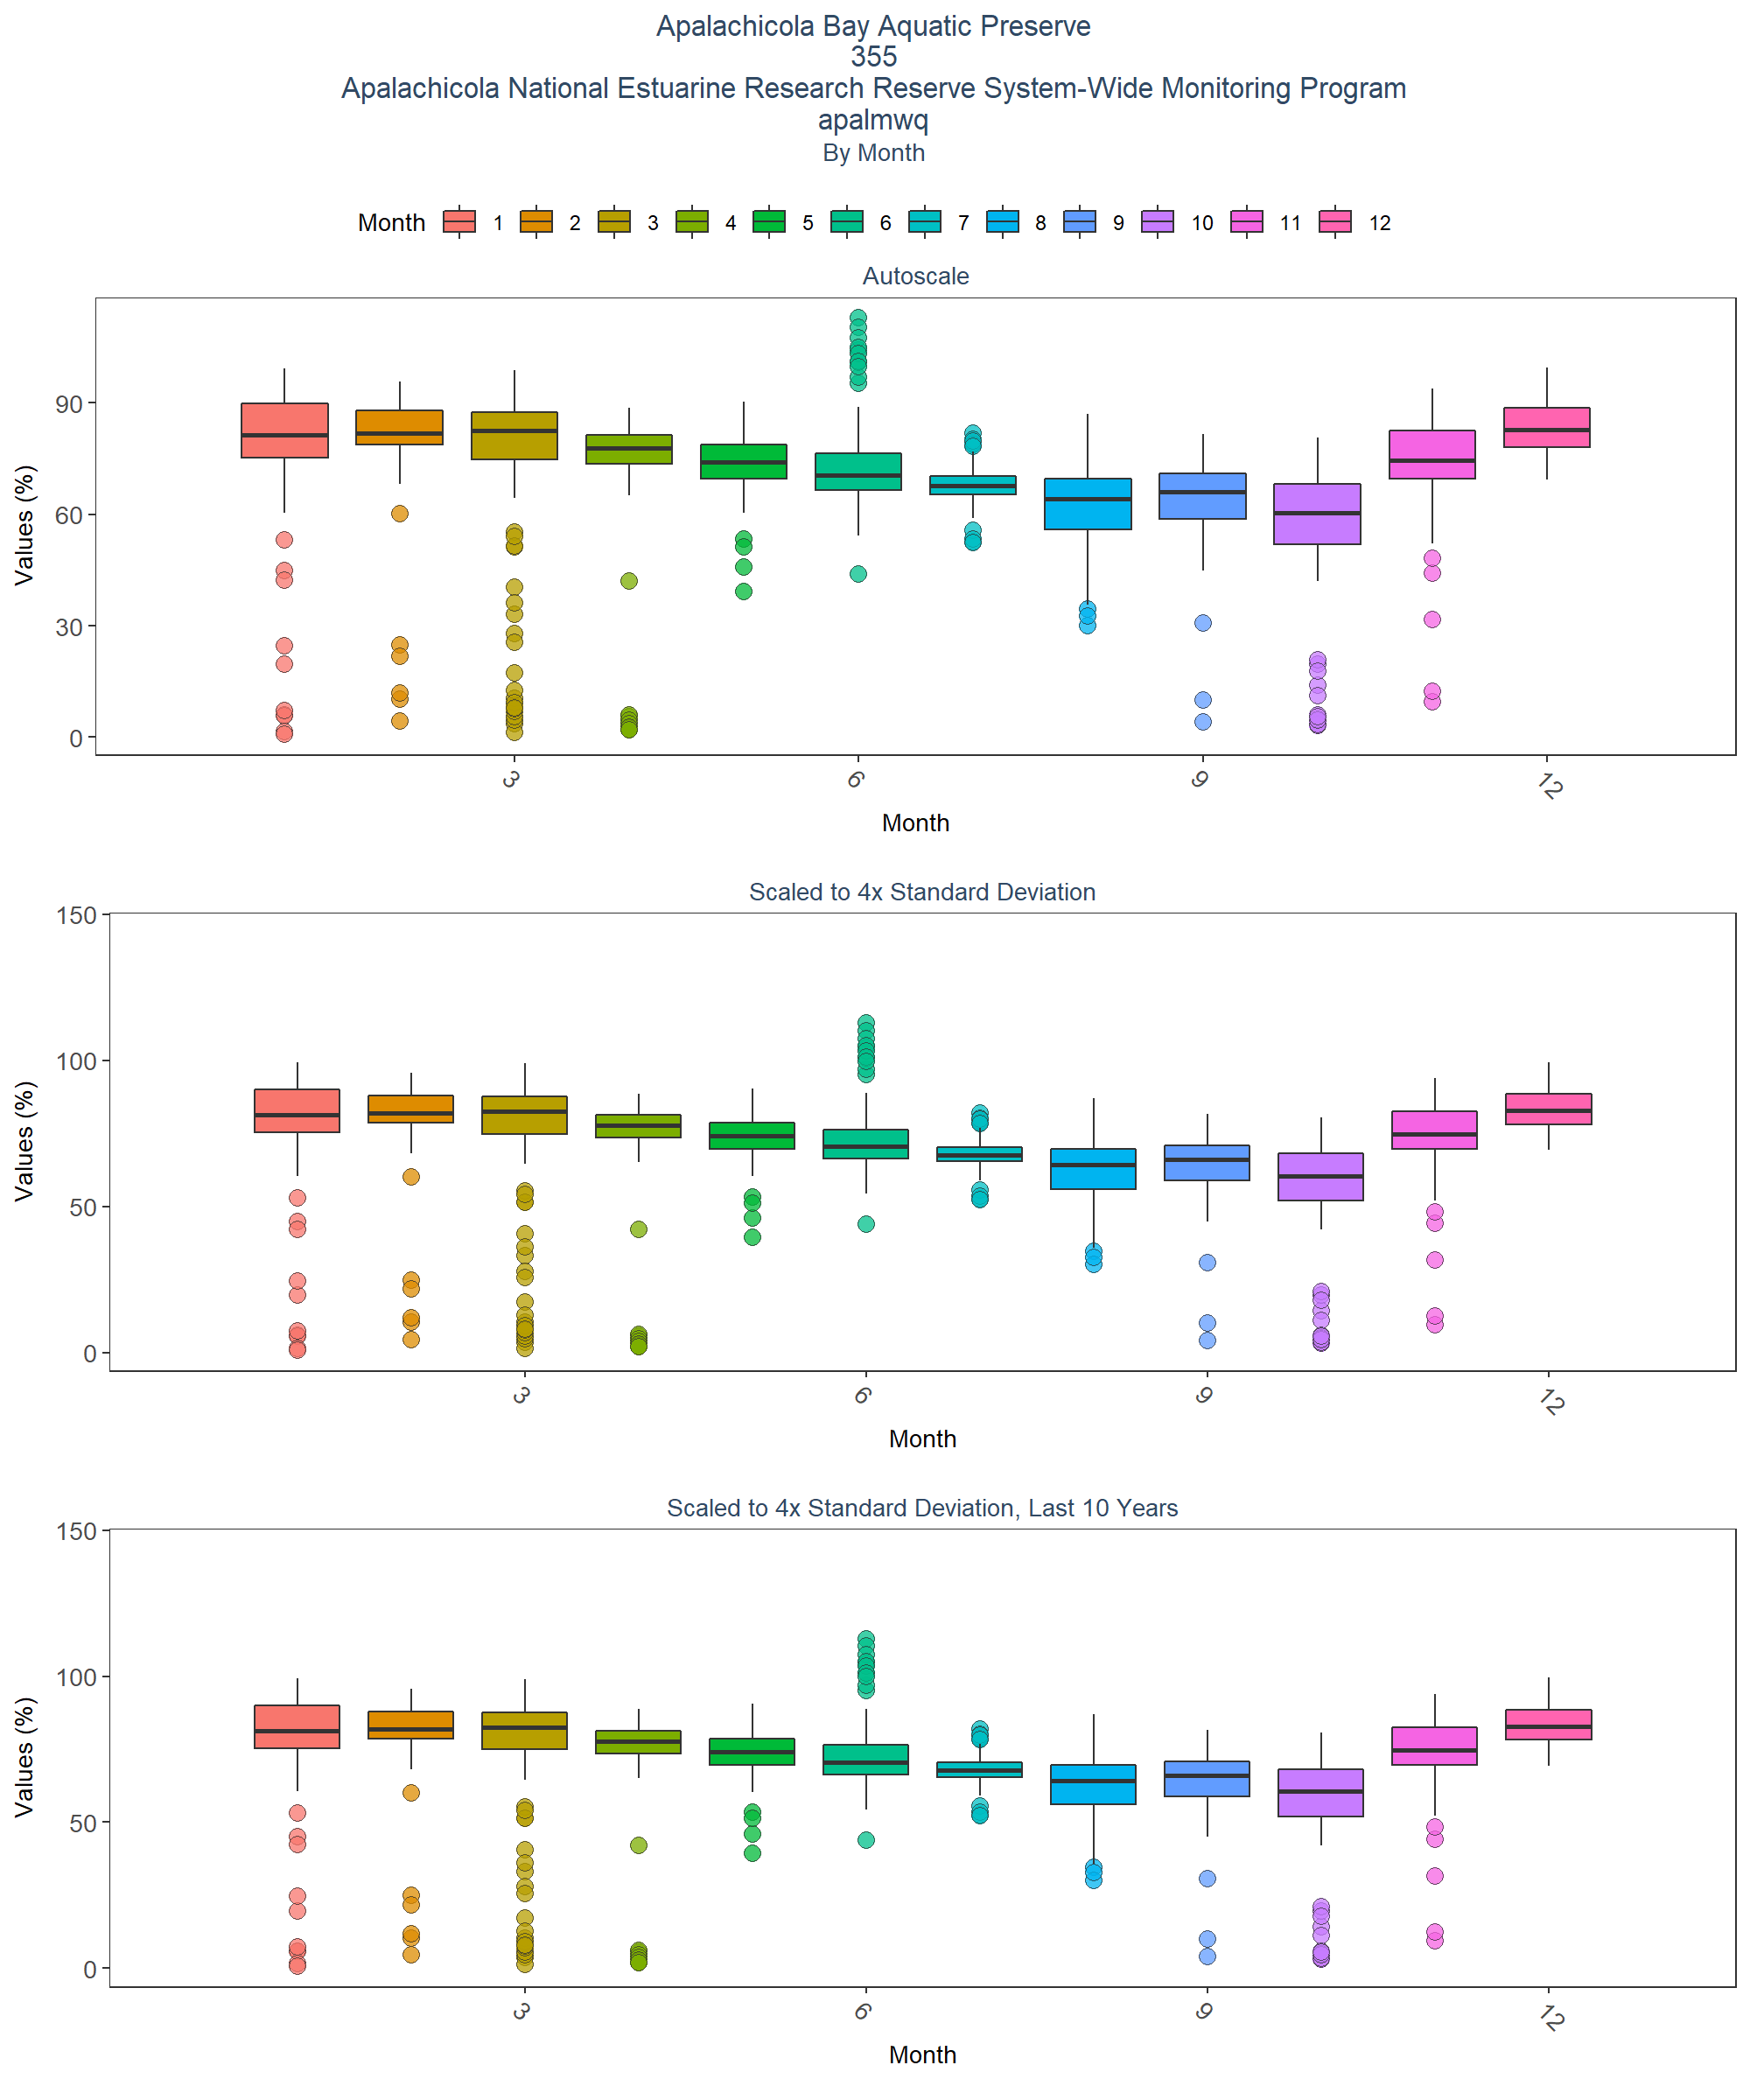 Apalachicola Bay Aquatic Preserve
355
Apalachicola National Estuarine Research Reserve System-Wide Monitoring Program
apalmwq
By Month
Month 1 2 3 4 5 6 7 8 9 10 11 12
Autoscale
Values (%)
90
60
30
0
3 6 9 12
Month
Scaled to 4x Standard Deviation
Values (%)
150
100
50
0
3 6 9 12
Month
Scaled to 4x Standard Deviation, Last 10 Years
Values (%)
150
100
50
0
3 6 9 12
Month